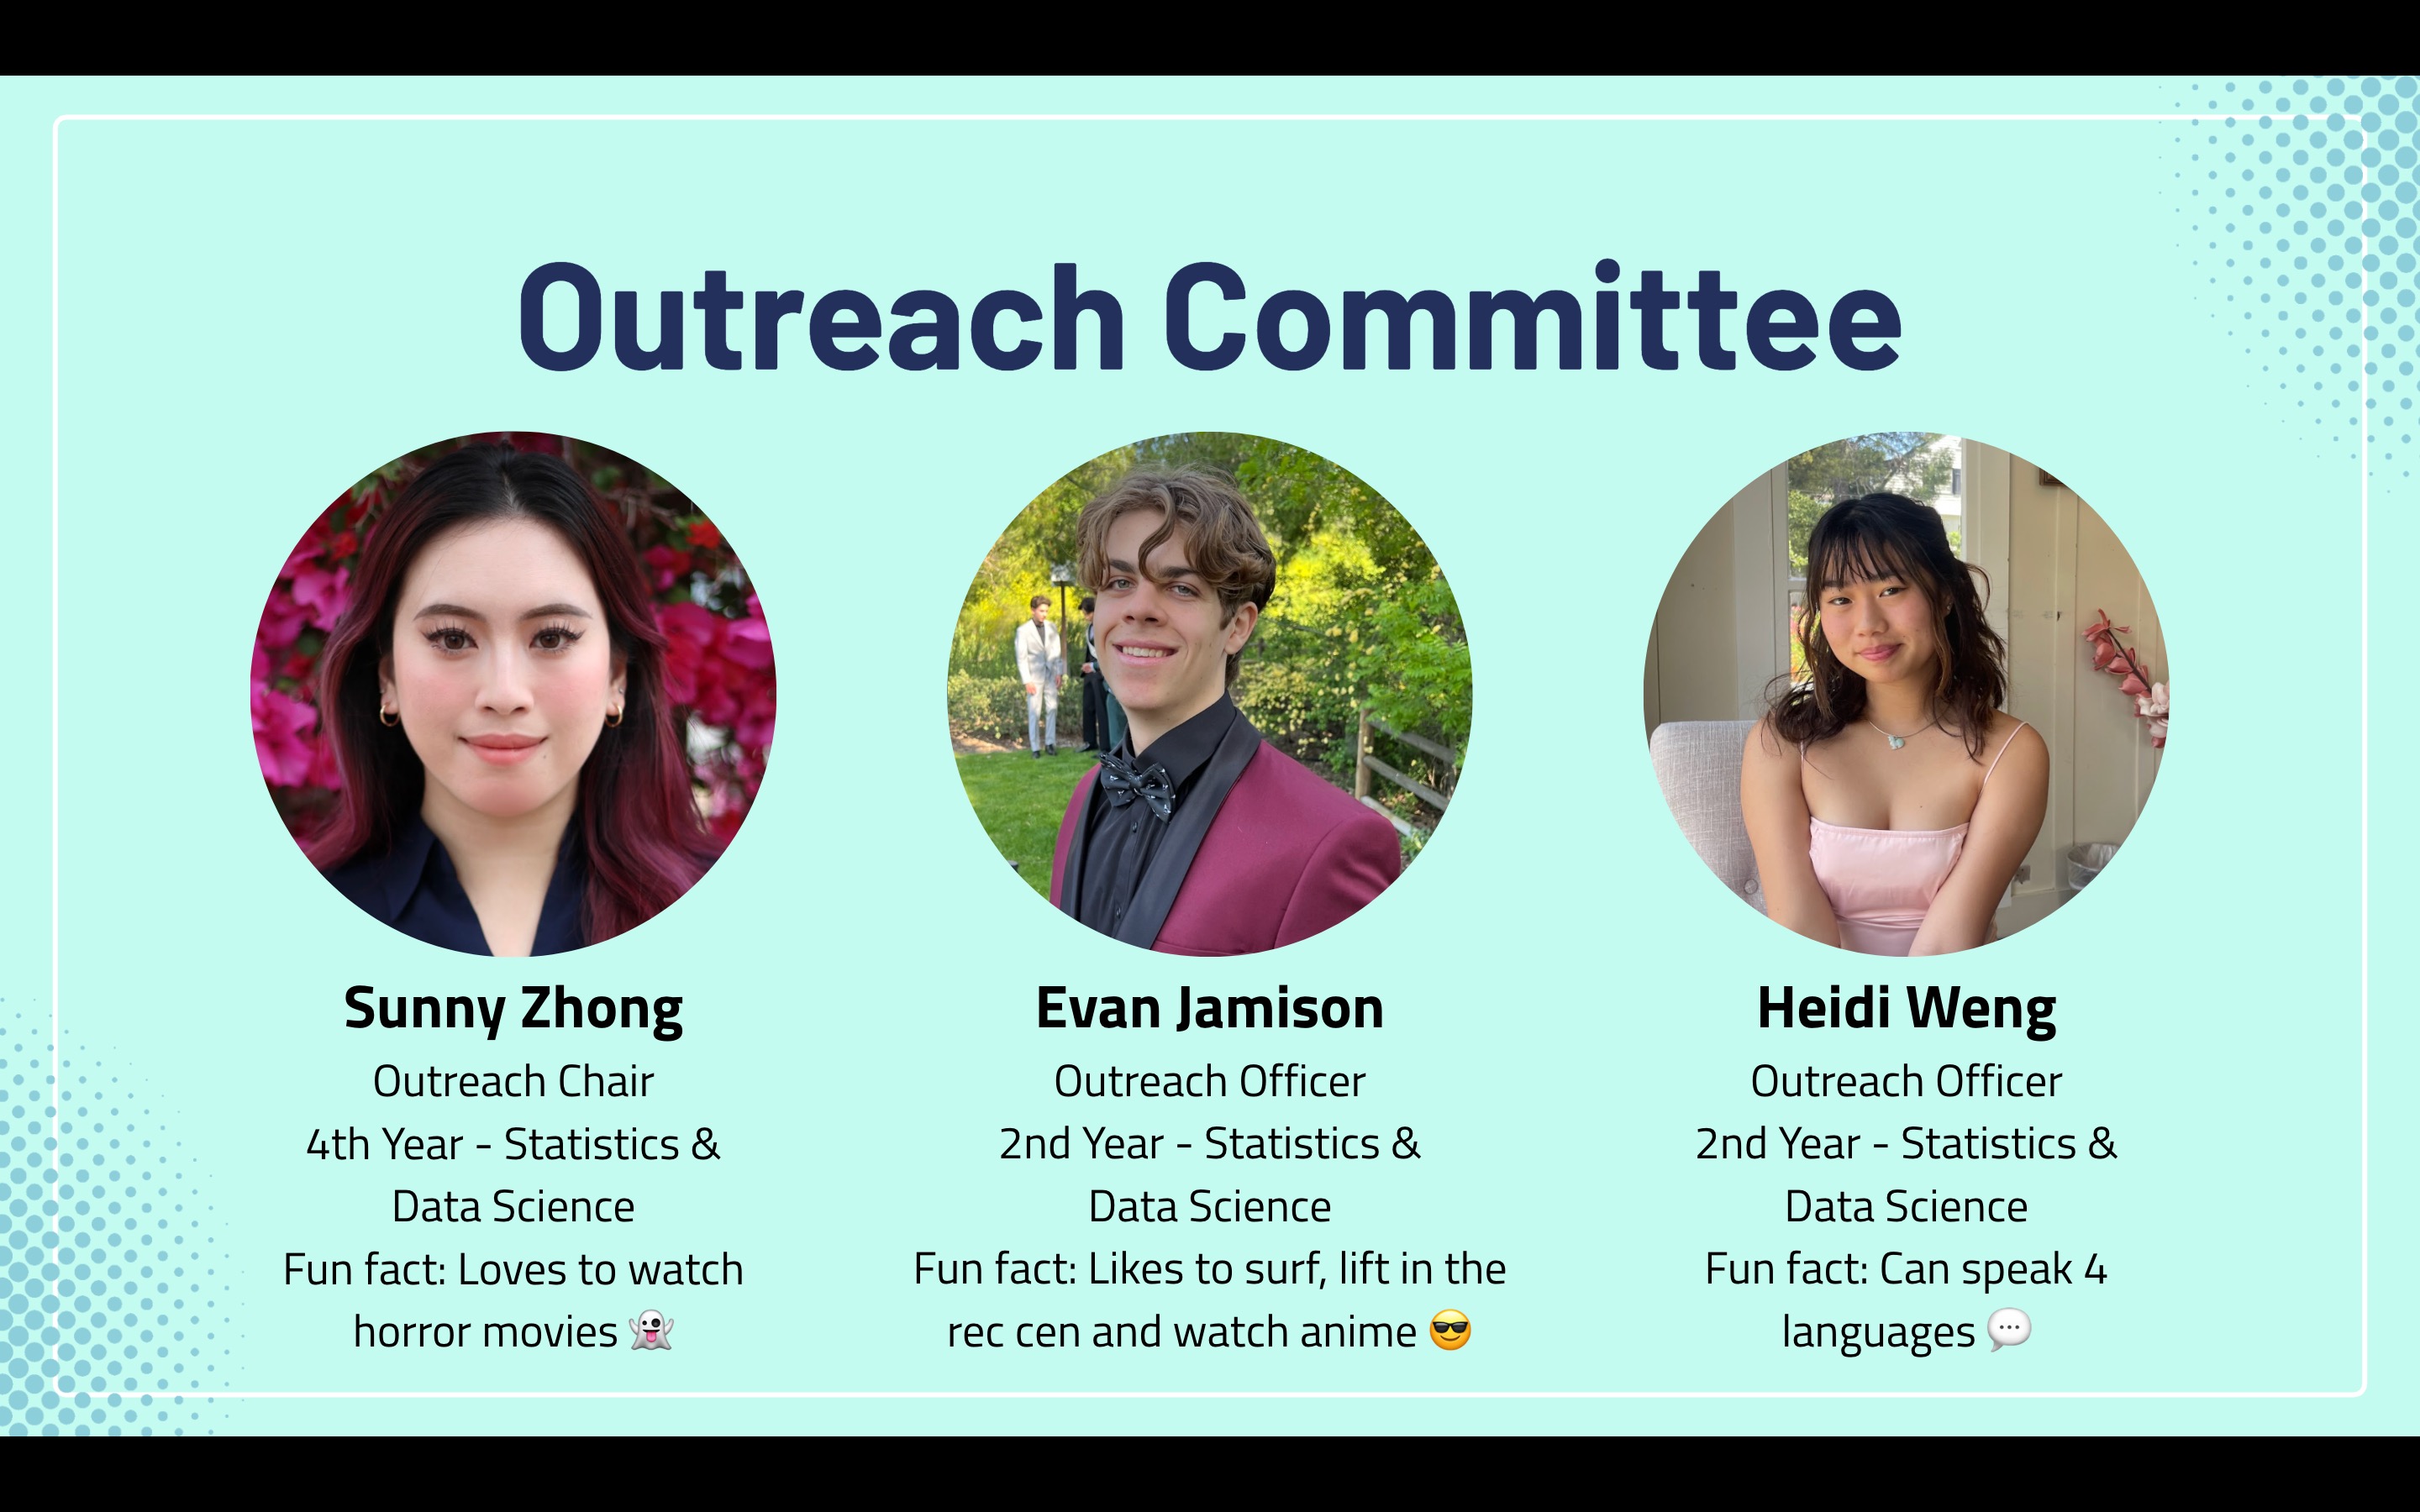 Outreach Committee
Sunny Zhong
Outreach Chair
4th Year - Statistics &
Data Science
Fun fact: Loves to watch
horror movies 👻
Evan Jamison
Outreach Officer
2nd Year - Statistics &
Data Science
Fun fact: Likes to surf, lift in the
rec cen and watch anime 😎
Heidi Weng
Outreach Officer
2nd Year - Statistics &
Data Science
Fun fact: Can speak 4
languages 💬